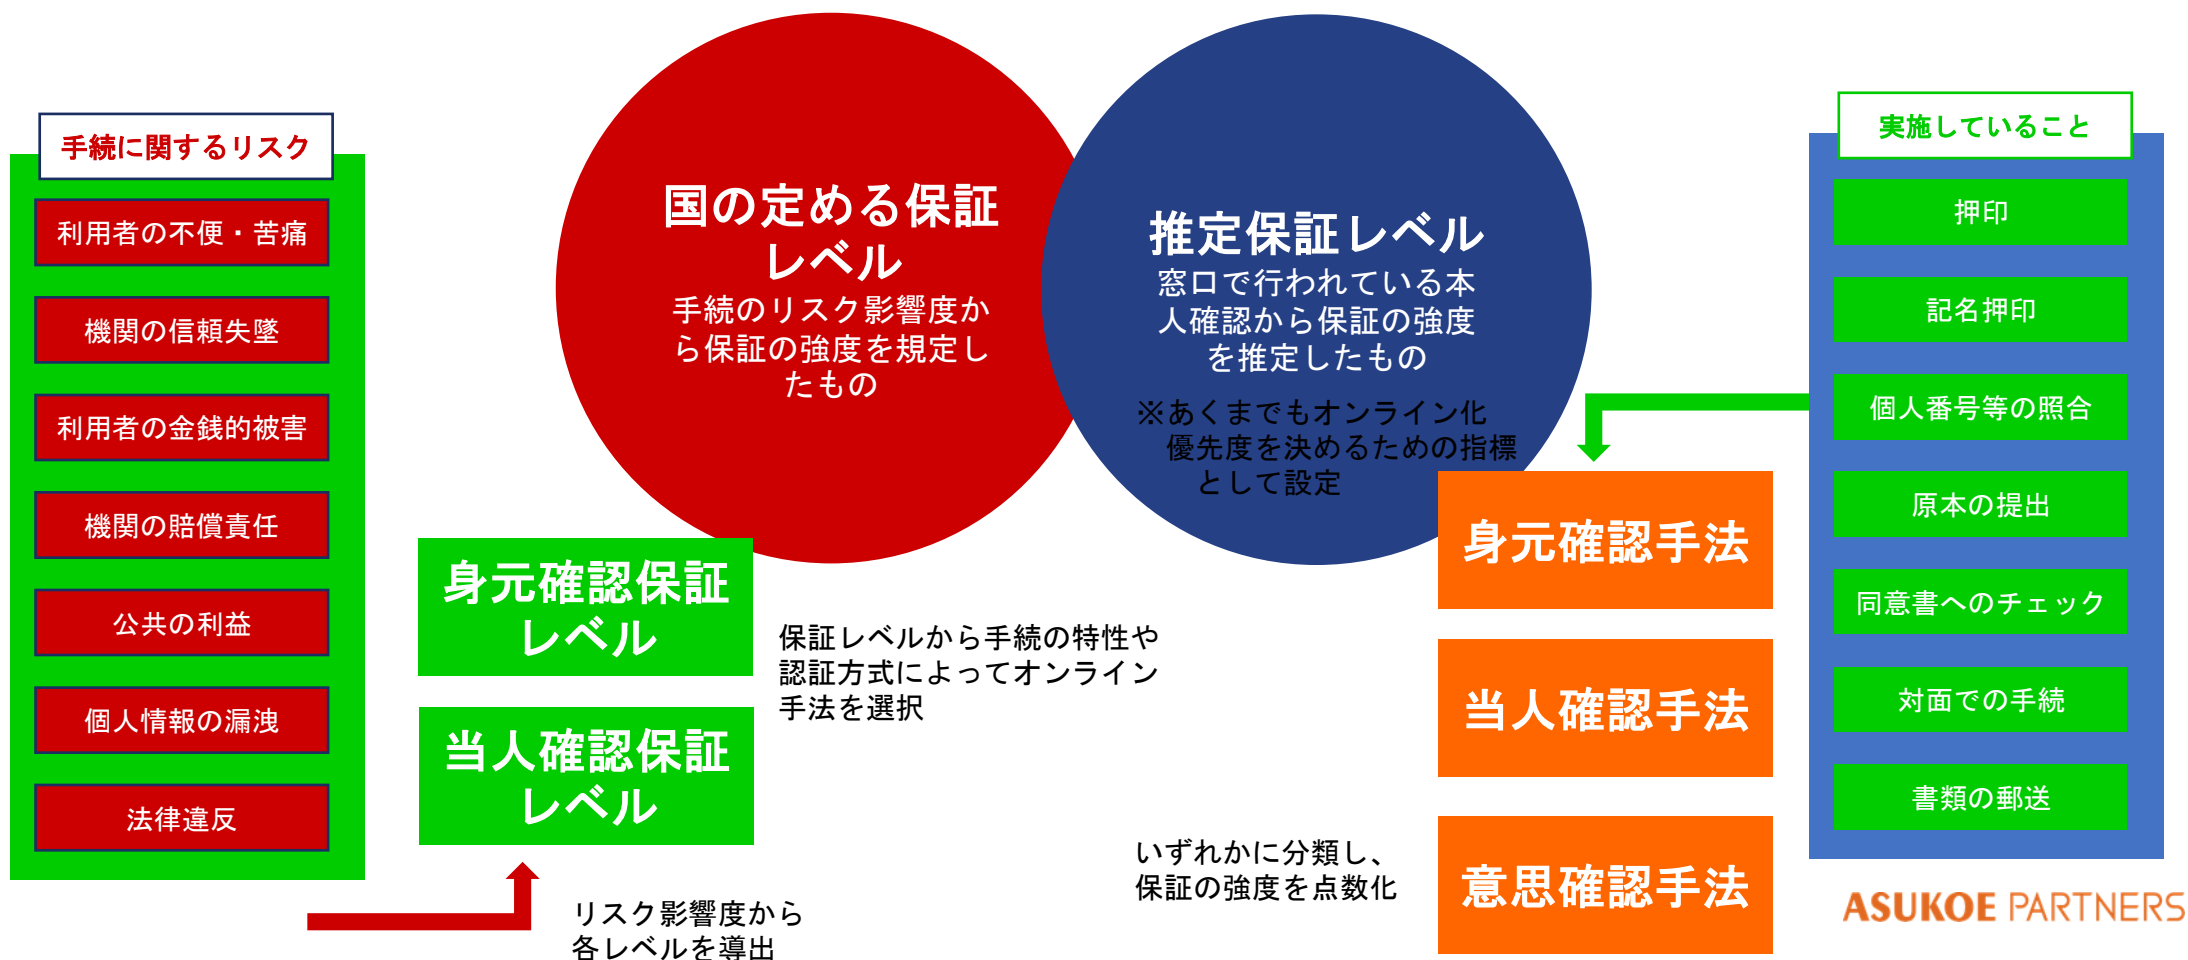 手続に関するリスク
利用者の不便・苦痛
機関の信頼失墜
利用者の金銭的被害
機関の賠償責任
公共の利益
個人情報の漏洩
法律違反
国の定める保証
レベル
手続のリスク影響度か
ら保証の強度を規定し
たもの
身元確認保証
レベル
当人確認保証
レベル
保証レベルから手続の特性や
認証方式によってオンライン
手法を選択
リスク影響度から
各レベルを導出
推定保証レベル
窓口で行われている本
人確認から保証の強度
を推定したもの
※あくまでもオンライン化
優先度を決めるための指標
として設定
身元確認手法
当人確認手法
意思確認手法
いずれかに分類し、
保証の強度を点数化
実施していること
押印
記名押印
個人番号等の照合
原本の提出
同意書へのチェック
対面での手続
書類の郵送
ASUKOE PARTNERS